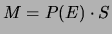 M = P(E) · S